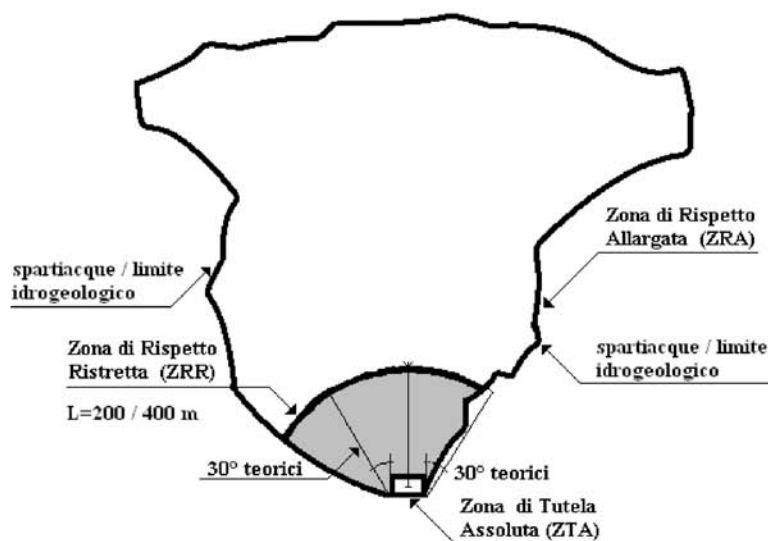 Zona di Rispetto
Allargata (ZRA)
spartiacque / limite
idrogeologico
Zona di Rispetto
Ristretta (ZRR)
L=200 / 400 m
spartiacque / limite
idrogeologico
30° teorici
30° teorici
Zona di Tutela
Assoluta (ZTA)